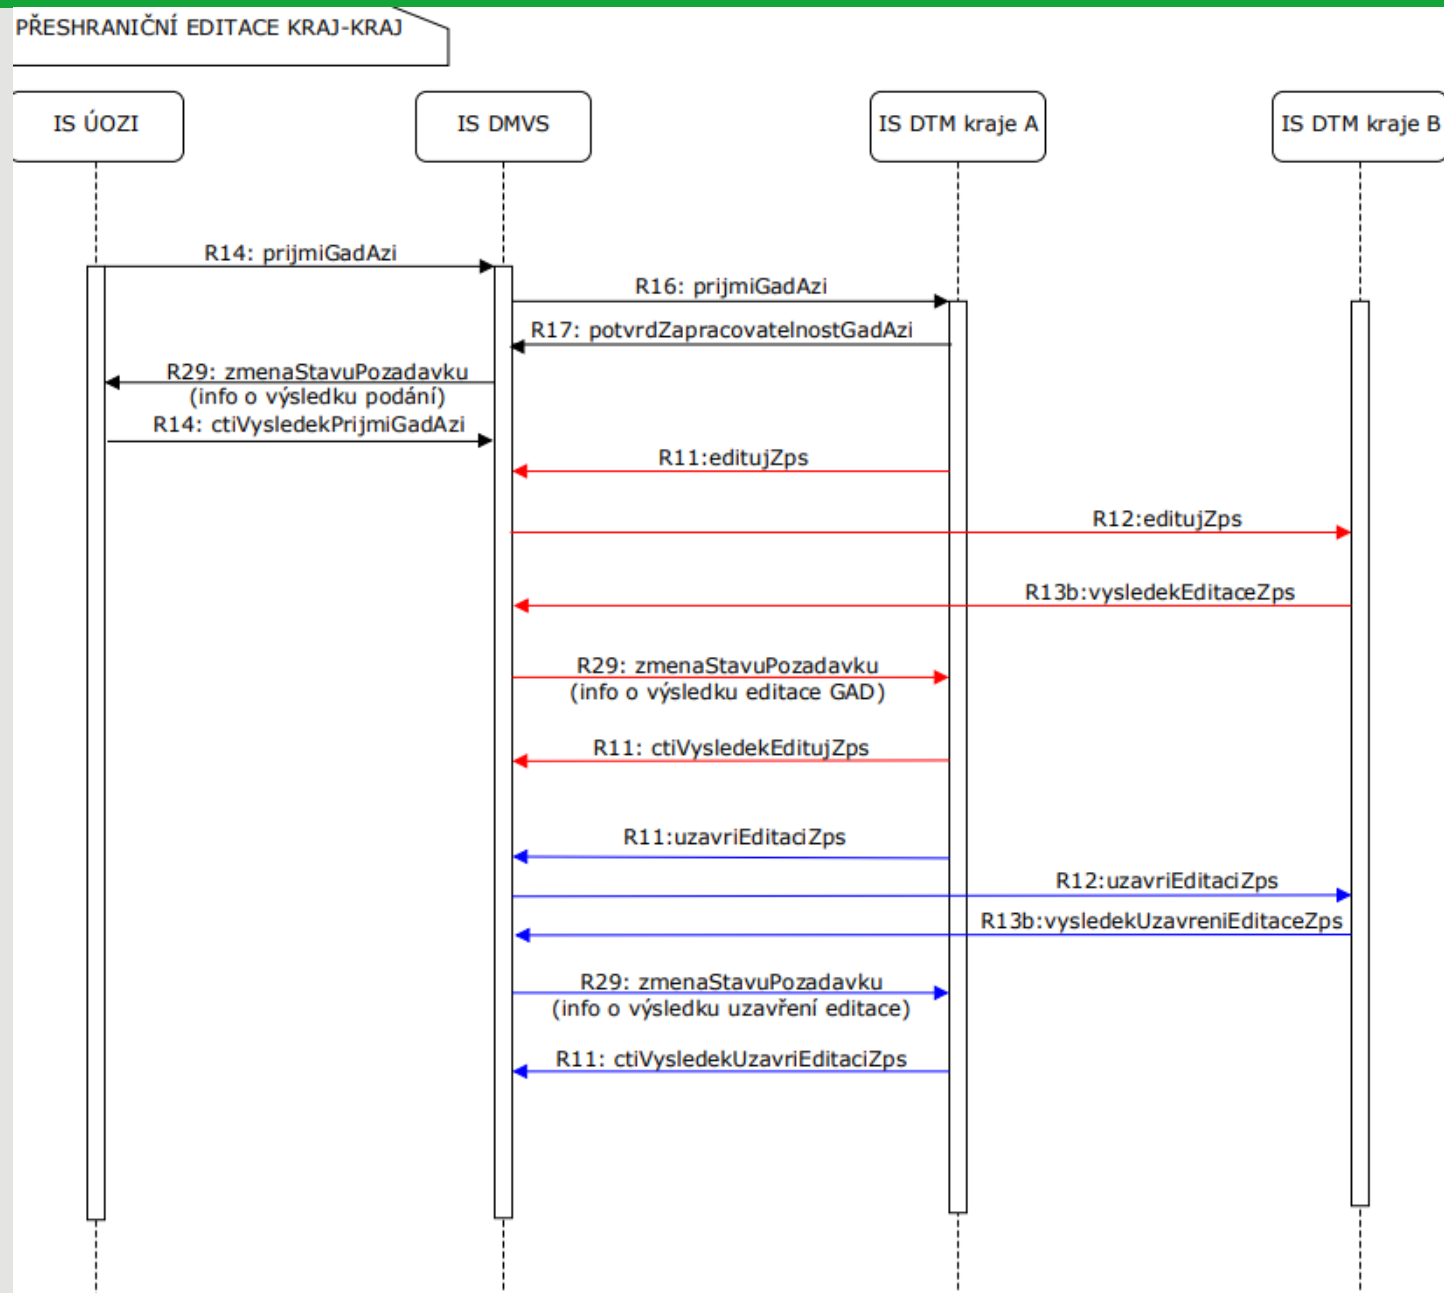 PŘESHRANIČNÍ EDITACE KRAJ-KRAJ
IS ÚOZI
IS DMVS
IS DTM kraje A
IS DTM kraje B
R14: prijmiGadAzi
R16: prijmiGadAzi
R17: potvrdZapracovatelnostGadAzi
R29: zmenaStavuPozadavku
(info o výsledku podání)
R14: ctiVysledekPrijmiGadAzi
R11:editujZps
R12:editujZps
R13b:vysledekEditaceZps
R29: zmenaStavuPozadavku
(info o výsledku editace GAD)
R11: ctiVysledekEditujZps
R11:uzavriEditaciZps
R12:uzavriEditaciZps
R13b:vysledekUzavreniEditaceZps
R29: zmenaStavuPozadavku
(info o výsledku uzavření editace)
R11: ctiVysledekUzavriEditaciZps